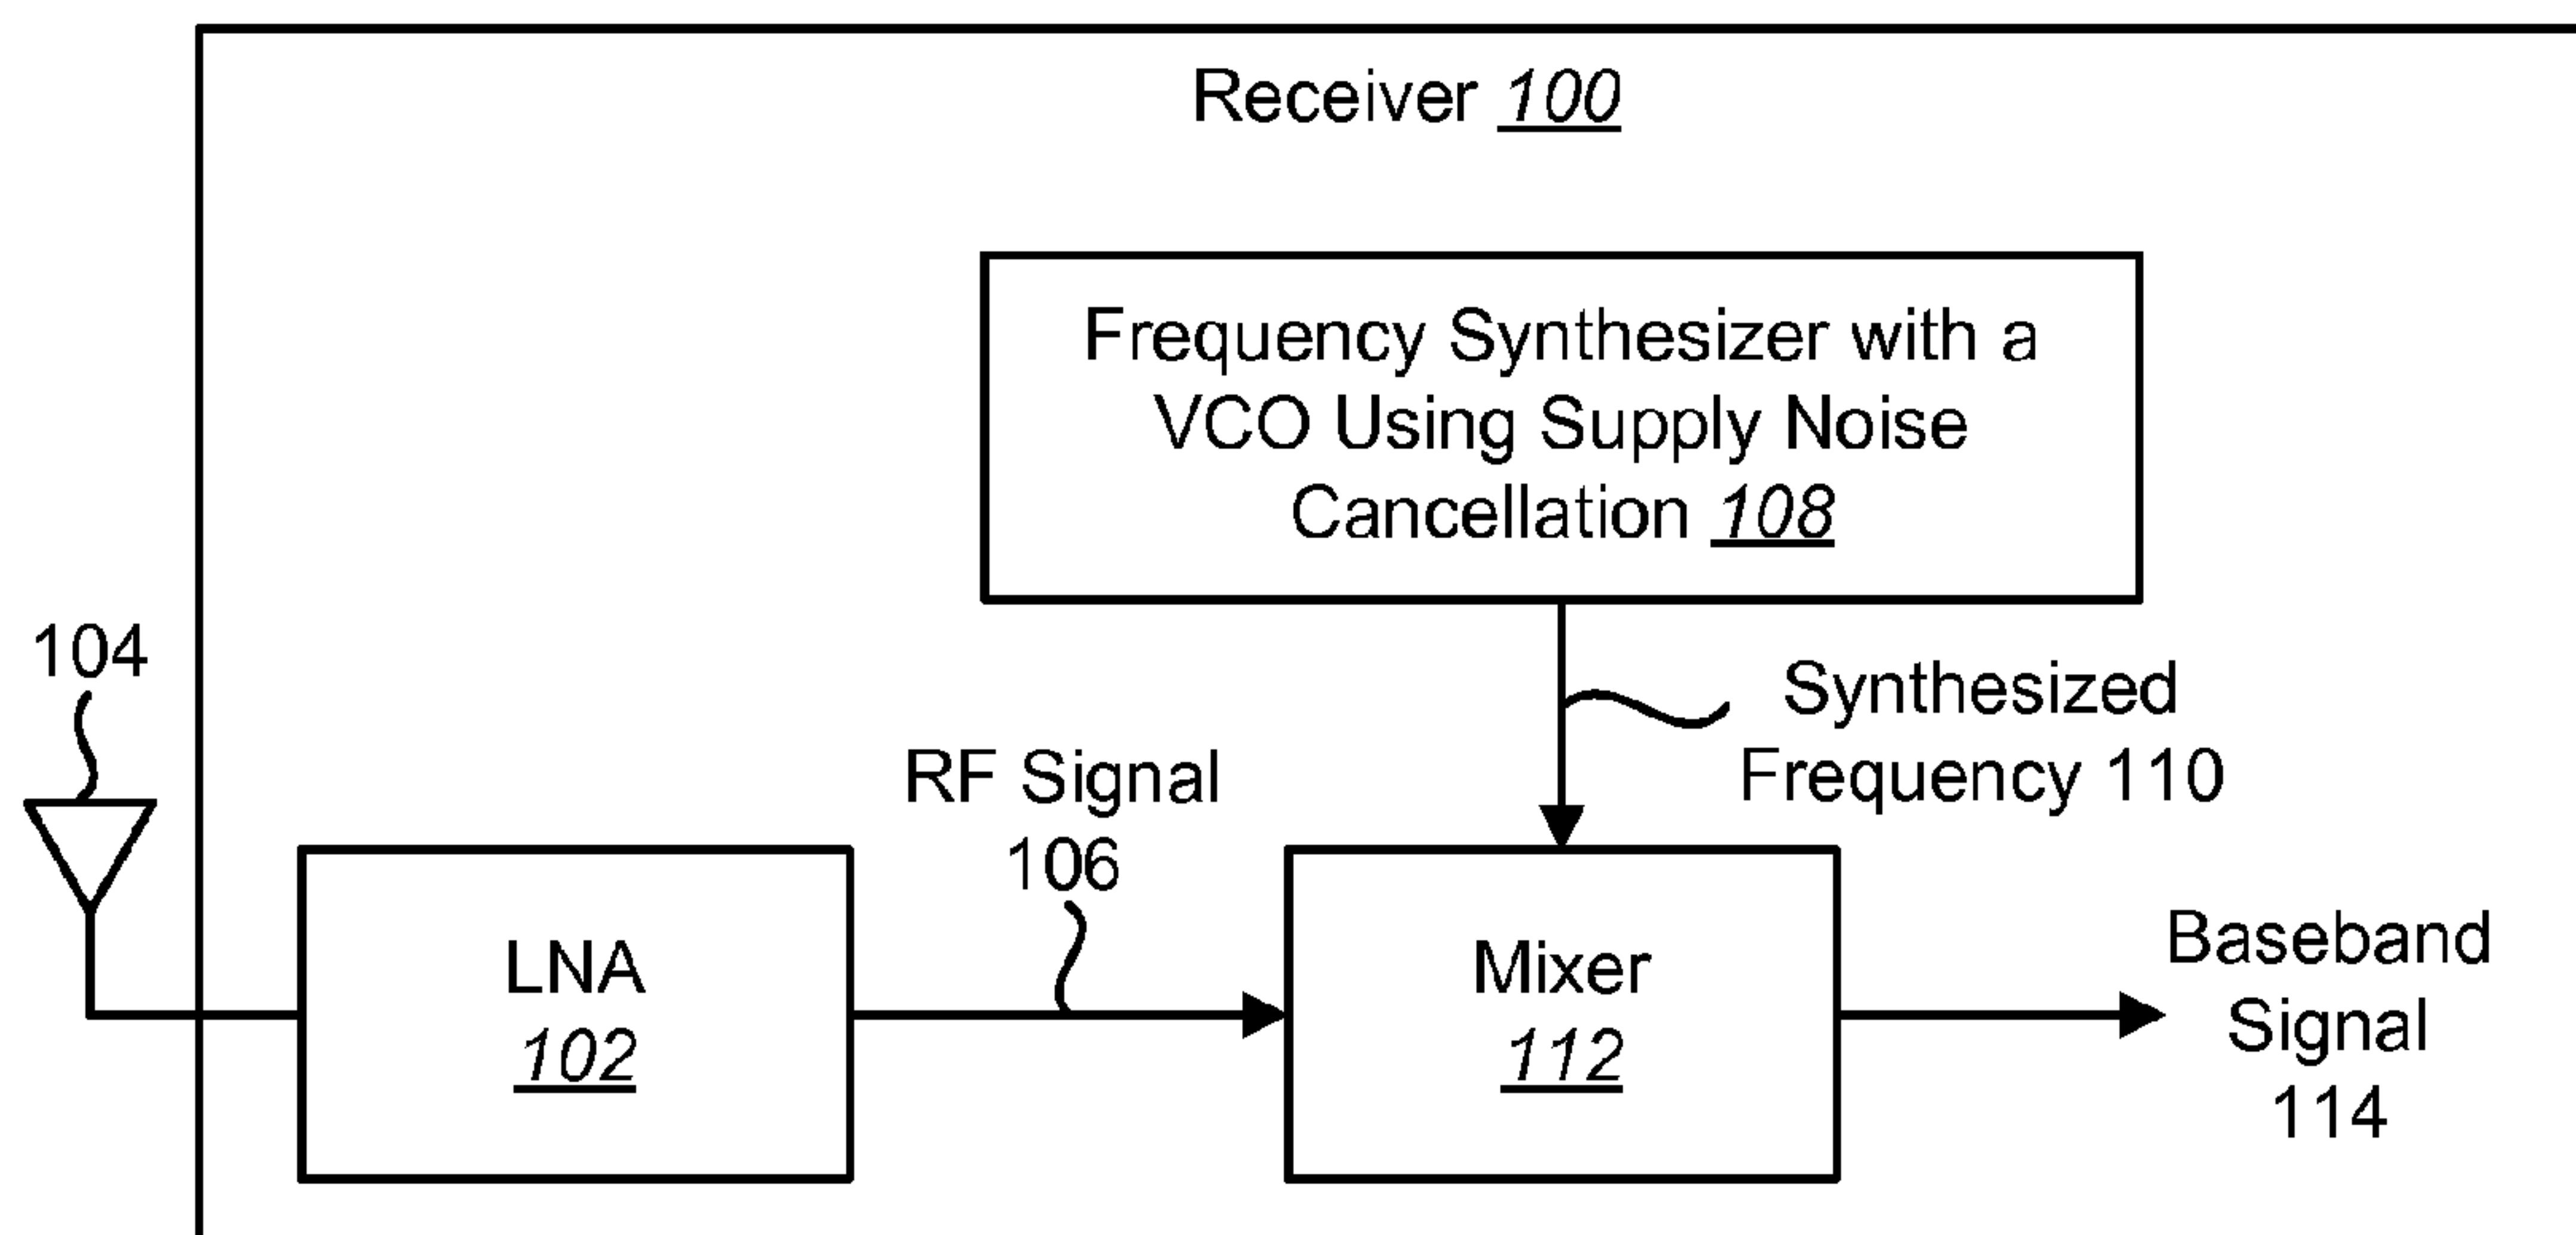 Receiver 100
Frequency Synthesizer with a
VCO Using Supply Noise
Cancellation 108
104
Synthesized
Frequency 110
RF Signal
106
LNA
102
Mixer
112
Baseband
Signal
114